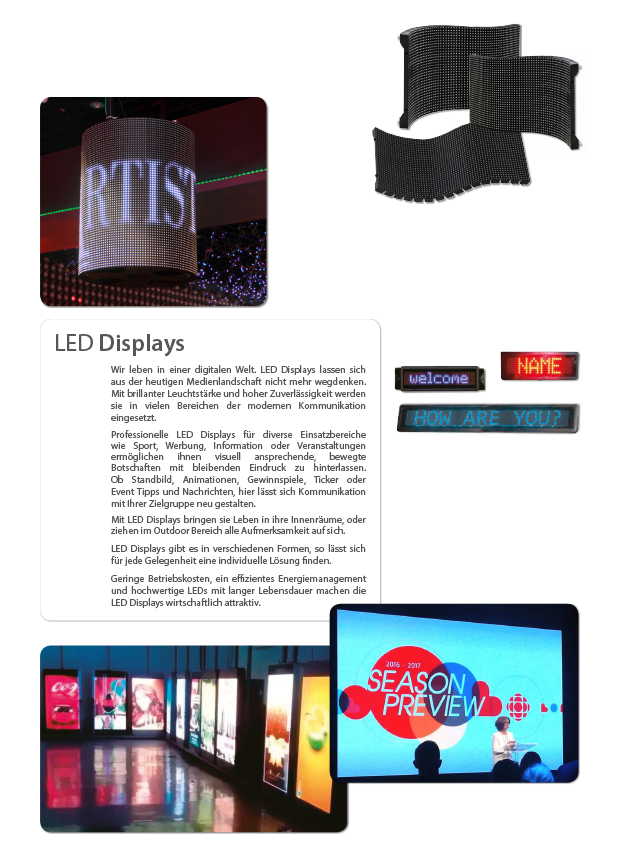 RTIST
LED Displays
welcome
NAME
HOW ARE YOU?
Wir leben in einer digitalen Welt. LED Displays lassen sich
aus der heutigen Medienlandschaft nicht mehr wegdenken.
Mit brillanter Leuchtstärke und hoher Zuverlässigkeit werden
sie in vielen Bereichen der modernen Kommunikation
eingesetzt.
Professionelle LED Displays für diverse Einsatzbereiche
wie Sport, Werbung, Information oder Veranstaltungen
ermöglichen ihnen visuell ansprechende, bewegte
Botschaften mit bleibenden Eindruck zu hinterlassen.
Ob Standbild, Animationen, Gewinnspiele, Ticker oder
Event Tipps und Nachrichten, hier lässt sich Kommunikation
mit Ihrer Zielgruppe neu gestalten.
Mit LED Displays bringen sie Leben in ihre Innenräume, oder
ziehen im Outdoor Bereich alle Aufmerksamkeit auf sich.
LED Displays gibt es in verschiedenen Formen, so lässt sich
für jede Gelegenheit eine individuelle Lösung finden.
Geringe Betriebskosten, ein effizientes Energiemanagement
und hochwertige LEDs mit langer Lebensdauer machen die
LED Displays wirtschaftlich attraktiv.
2016 - 2017
SEASON
PREVIEW